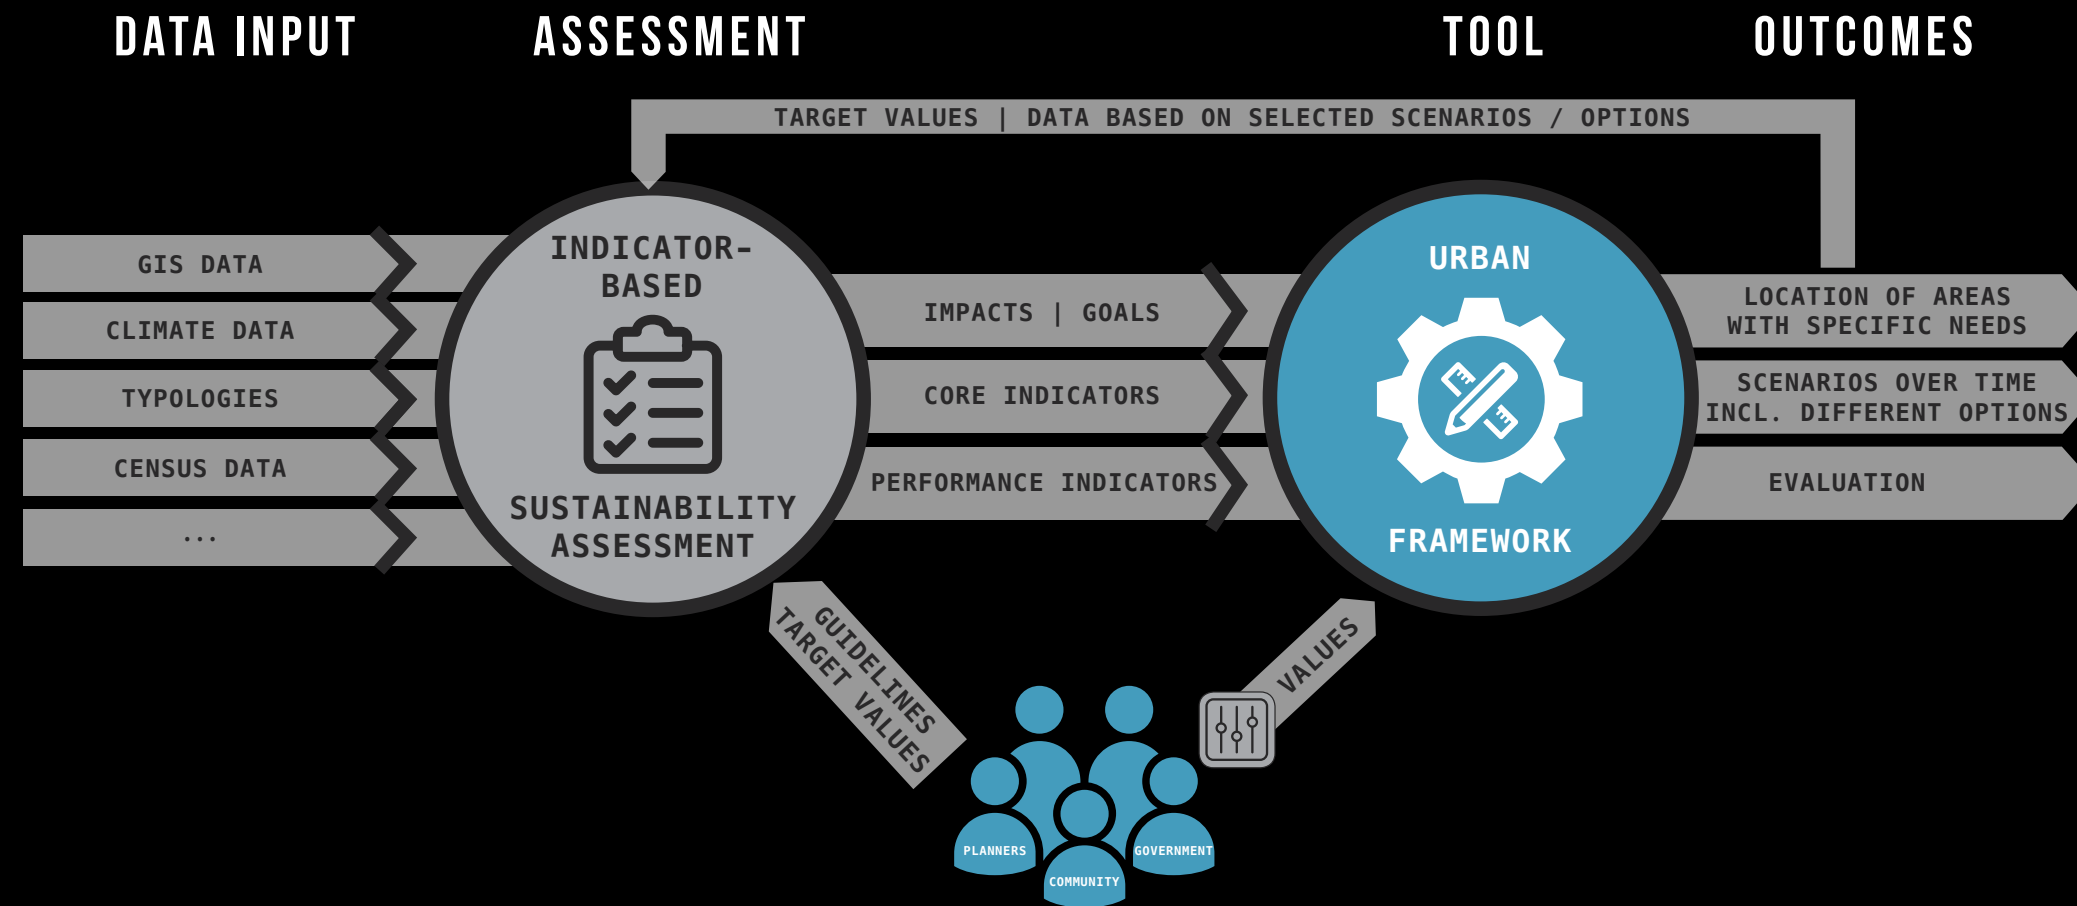 DATA INPUT
ASSESSMENT
TOOL
OUTCOMES
TARGET VALUES | DATA BASED ON SELECTED SCENARIOS / OPTIONS
GIS DATA
CLIMATE DATA
TYPOLOGIES
CENSUS DATA
...
INDICATOR-
BASED
SUSTAINABILITY
ASSESSMENT
IMPACTS | GOALS
CORE INDICATORS
PERFORMANCE INDICATORS
URBAN
FRAMEWORK
LOCATION OF AREAS
WITH SPECIFIC NEEDS
SCENARIOS OVER TIME
INCL. DIFFERENT OPTIONS
EVALUATION
GUIDELINES
TARGET VALUES
VALUES
PLANNERS
COMMUNITY
GOVERNMENT